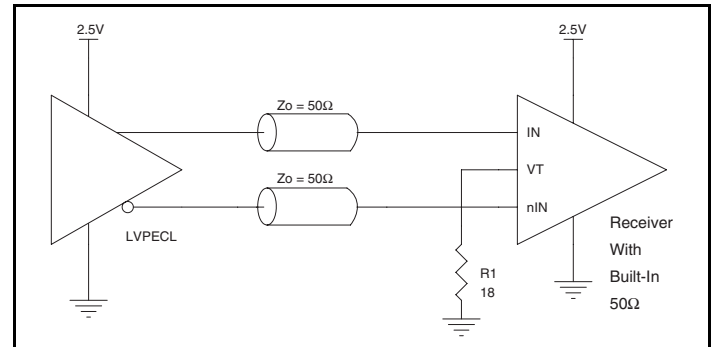 2.5V
2.5V
Zo = 50Ω
IN
VT
Zo = 50Ω
nIN
LVPECL
R1
18
Receiver
With
Built-In
50Ω